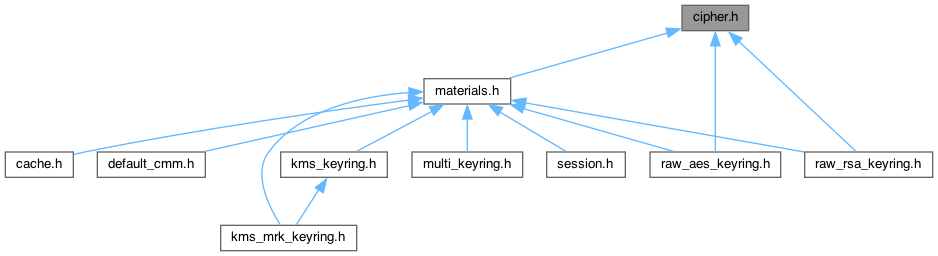 cipher.h
materials.h
cache.h
default_cmm.h
kms_keyring.h
multi_keyring.h
session.h
raw_aes_keyring.h
raw_rsa_keyring.h
kms_mrk_keyring.h